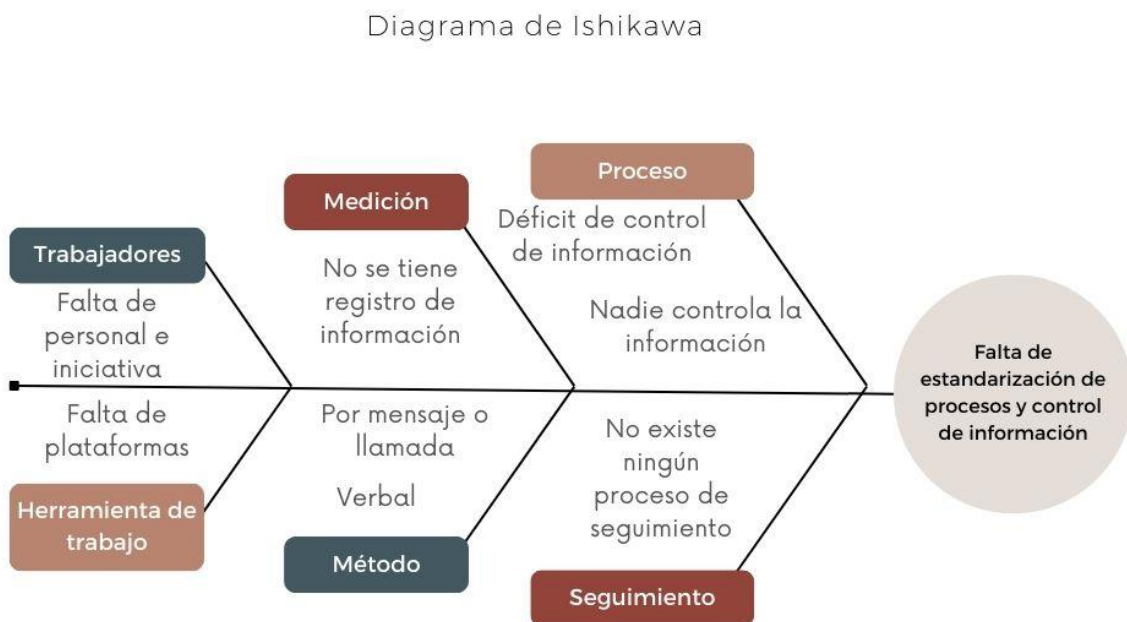 Diagrama de Ishikawa
Proceso
Medición
Déficit de control
de información
Trabajadores
No se tiene
registro de
información
Falta de
personal e
iniciativa
Nadie controla la
información
Falta de
estandarización de
procesos y control
de información
Falta de
plataformas
Por mensaje o
llamada
Verbal
No existe
ningún
proceso de
seguimiento
Herramienta de
trabajo
Método
Seguimiento